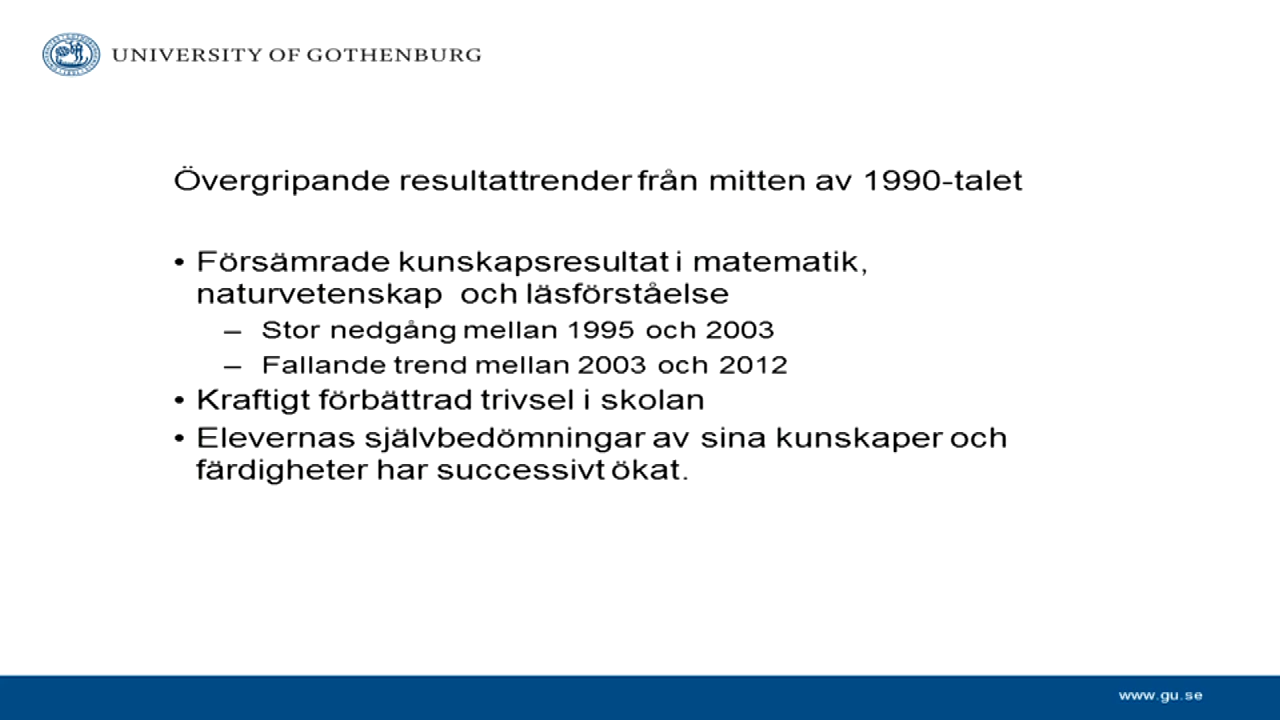 UNIVERSITY OF GOTHENBURG
Övergripande resultattrender från mitten av 1990-talet
• Försämrade kunskapsresultat i matematik,
naturvetenskap och läsförståelse
– Stor nedgång mellan 1995 och 2003
– Fallande trend mellan 2003 och 2012
• Kraftigt förbättrad trivsel i skolan
• Elevernas självbedömningar av sina kunskaper och
färdigheter har successivt ökat.
www.gu.se